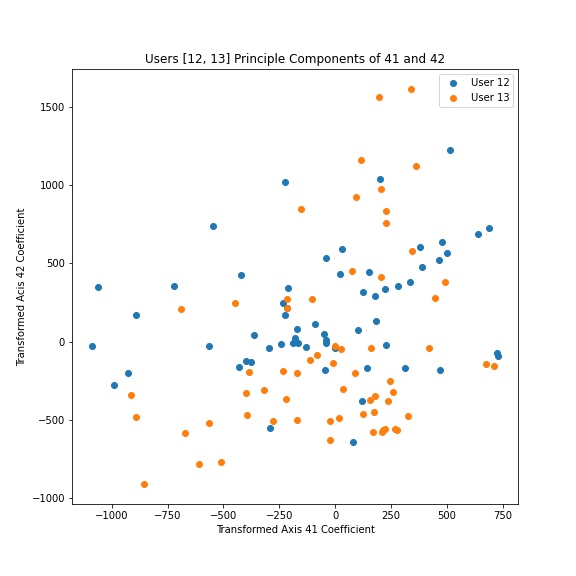 Users [12, 13] Principle Components of 41 and 42
User 12
User 13
1500
1000
500
0
−500
−1000
Transformed Acis 42 Coefficient
−1000 −750 −500 −250 0 250 500 750
Transformed Axis 41 Coefficient